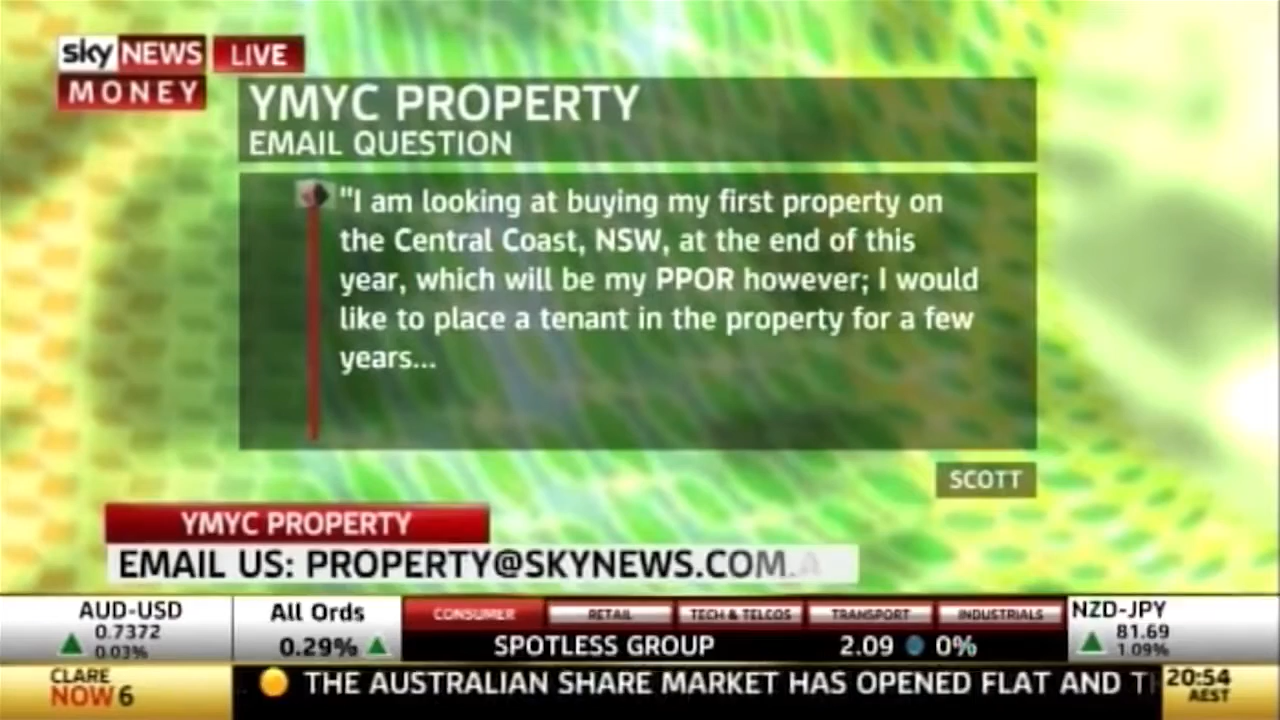 sky NEWS LIVE
MONEY
YMYC PROPERTY
EMAIL QUESTION
"I am looking at buying my first property on
the Central Coast, NSW, at the end of this
year, which will be my PPOR however; I would
like to place a tenant in the property for a few
years...
SCOTT
YMYC PROPERTY
EMAIL US: PROPERTY@SKYNEWS.COM.A
AUD-USD
0.7372
0.03%
All Ords
0.29%
CONSUMER RETAIL TECH & TELCOS TRANSPORT INDUSTRIALS
SPOTLESS GROUP 2.09 0%
NZD-JPY
81.69
1.09%
CLARE
NOW 6
THE AUSTRALIAN SHARE MARKET HAS OPENED FLAT AND
20:54
AEST